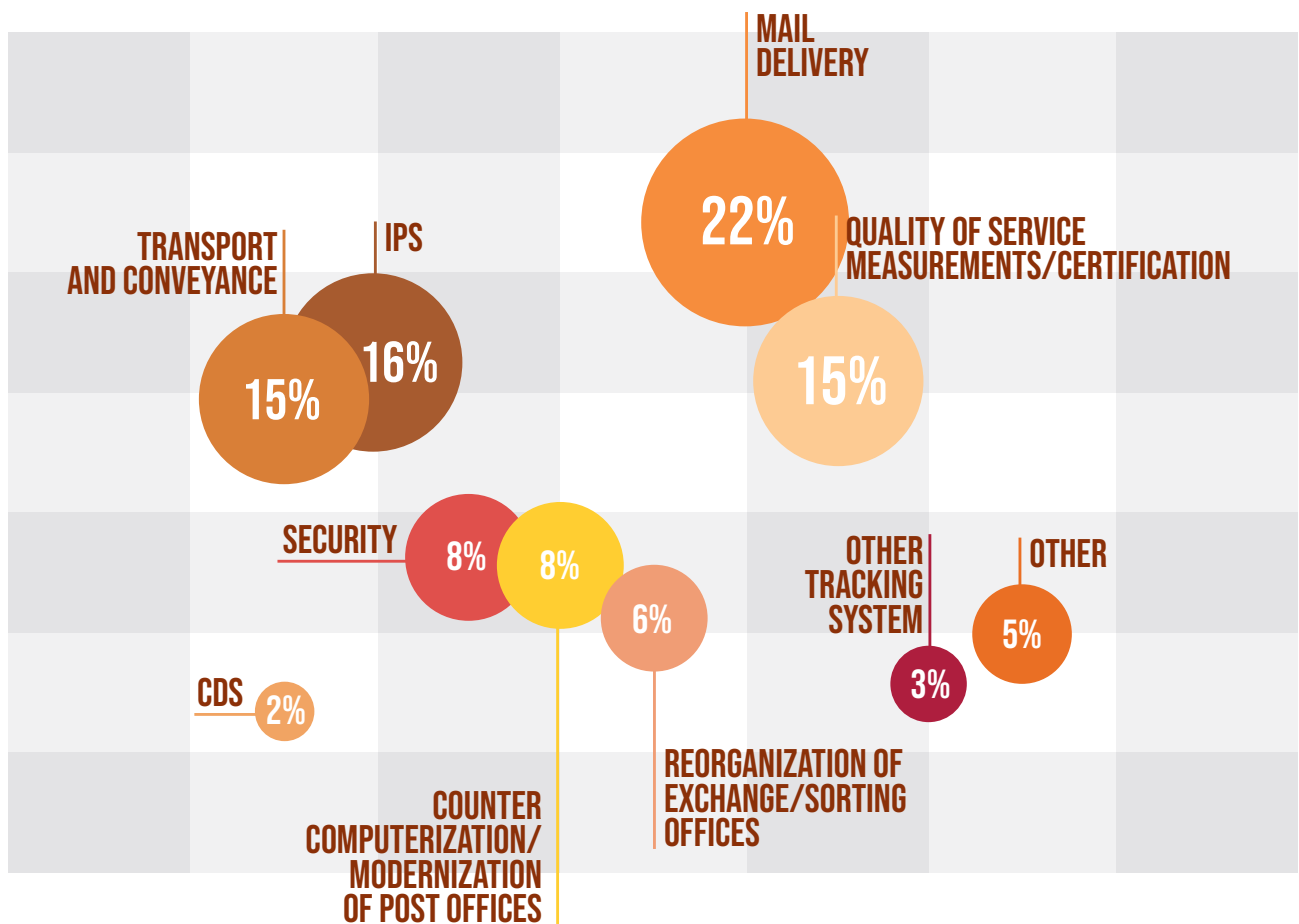 MAIL
DELIVERY
22%
TRANSPORT
AND CONVEYANCE
15%
IPS
16%
QUALITY OF SERVICE
MEASUREMENTS/CERTIFICATION
15%
SECURITY
8%
8%
6%
OTHER
TRACKING
SYSTEM
3%
OTHER
5%
CDS
2%
COUNTER
COMPUTERIZATION/
MODERNIZATION
OF POST OFFICES
REORGANIZATION OF
EXCHANGE/SORTING
OFFICES